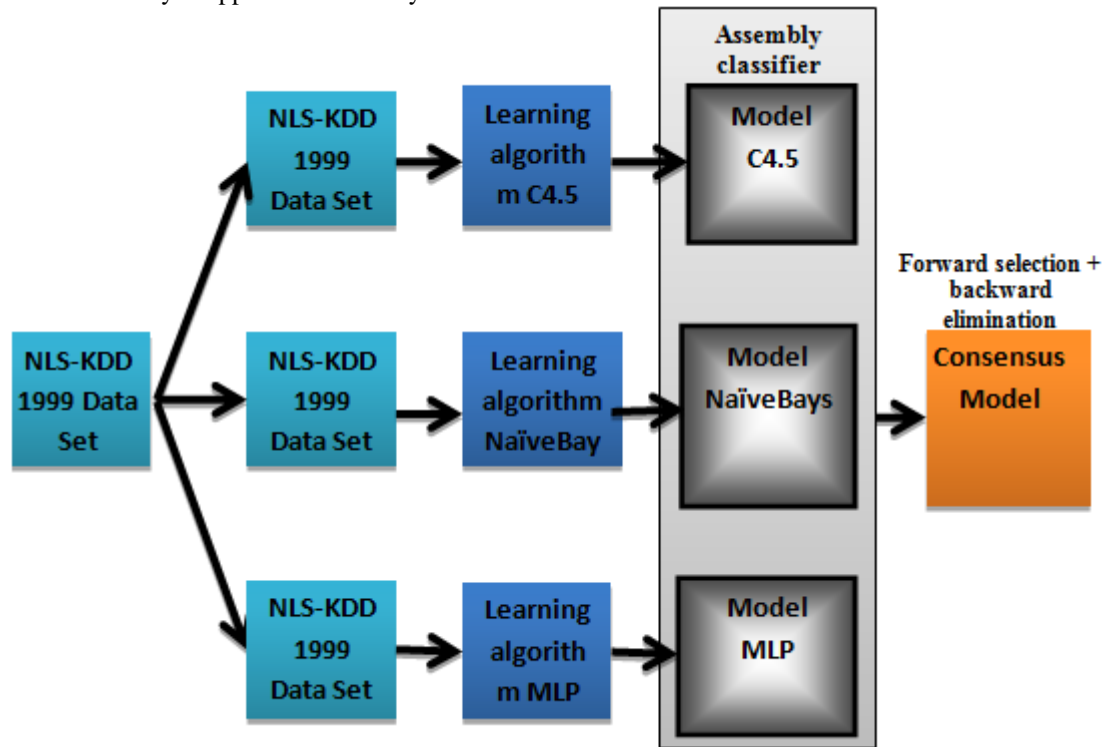 Assembly
classifier
NLS-KDD
1999
Data Set
Learning
algorith
m C4.5
Model
C4.5
NLS-KDD
1999 Data
Set
NLS-KDD
1999
Data Set
Learning
algorithm
NaïveBay
Model
NaïveBays
Forward selection +
backward
elimination
Consensus
Model
NLS-KDD
1999
Data Set
Learning
algorith
m MLP
Model
MLP